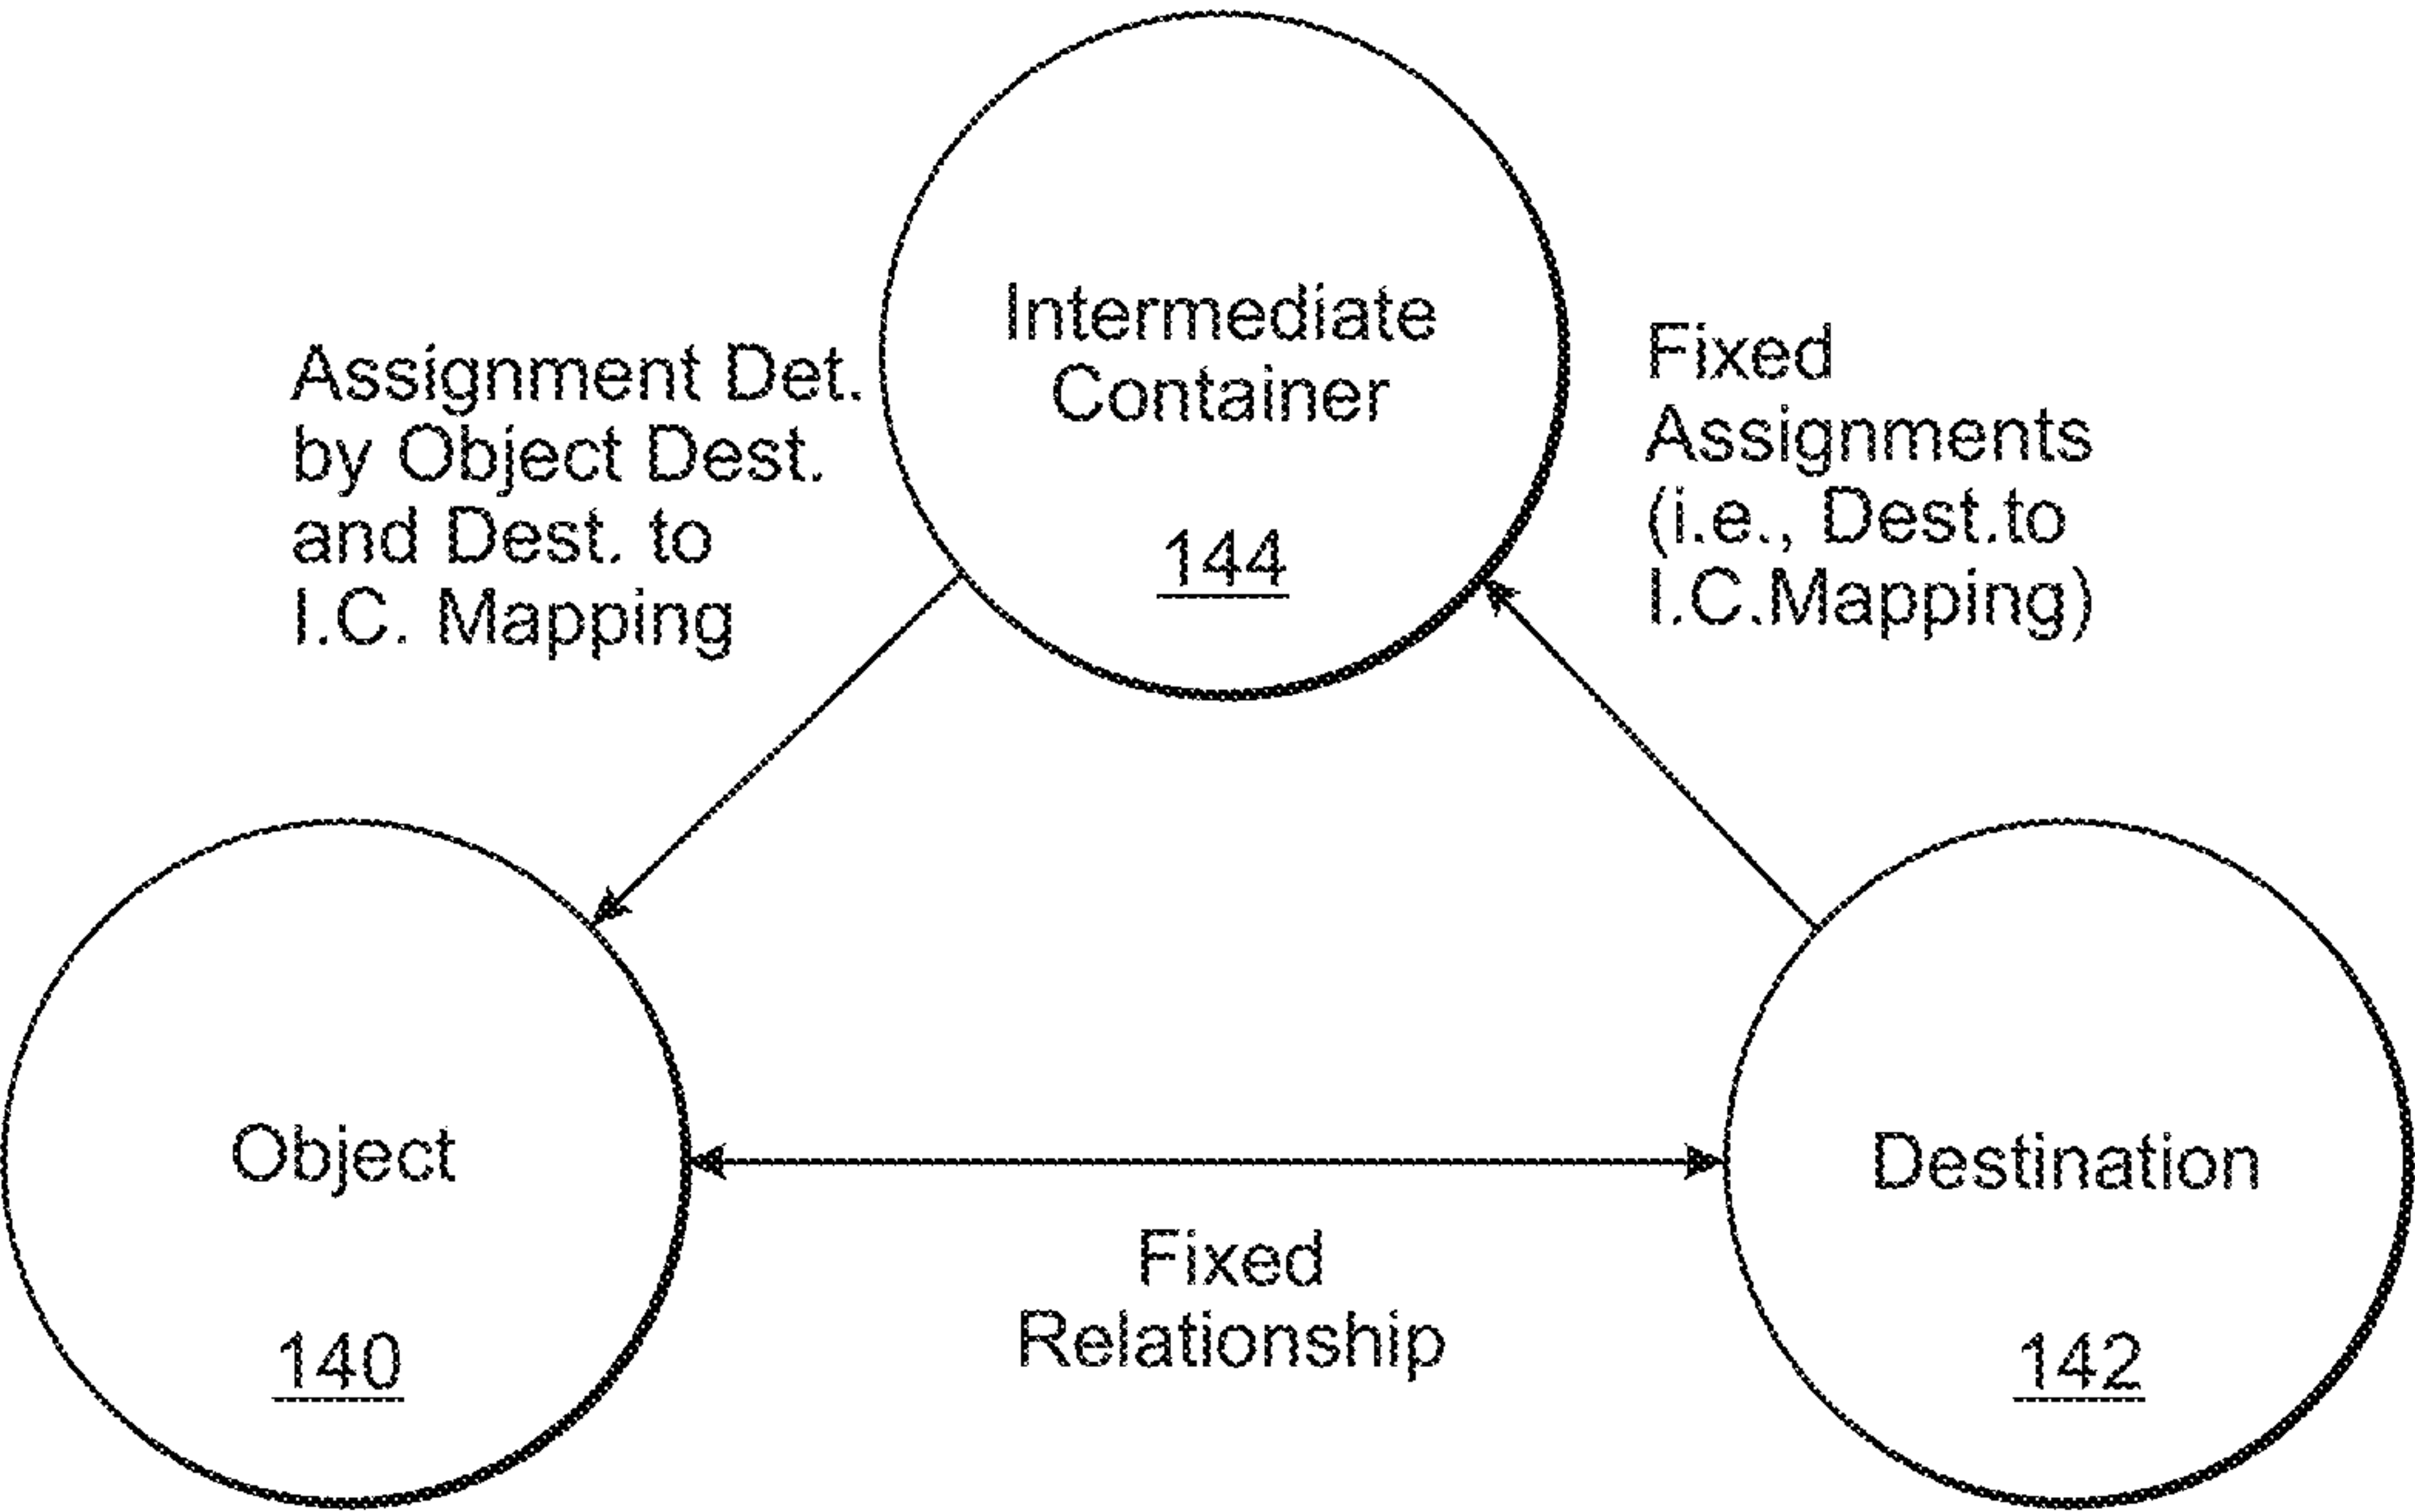 Intermediate
Container
144
Assignment Det.
by Object Dest.
and Dest. to
I.C. Mapping
Fixed
Assignments
(i.e., Dest.to
I.C.Mapping)
Object
140
Fixed
Relationship
Destination
142